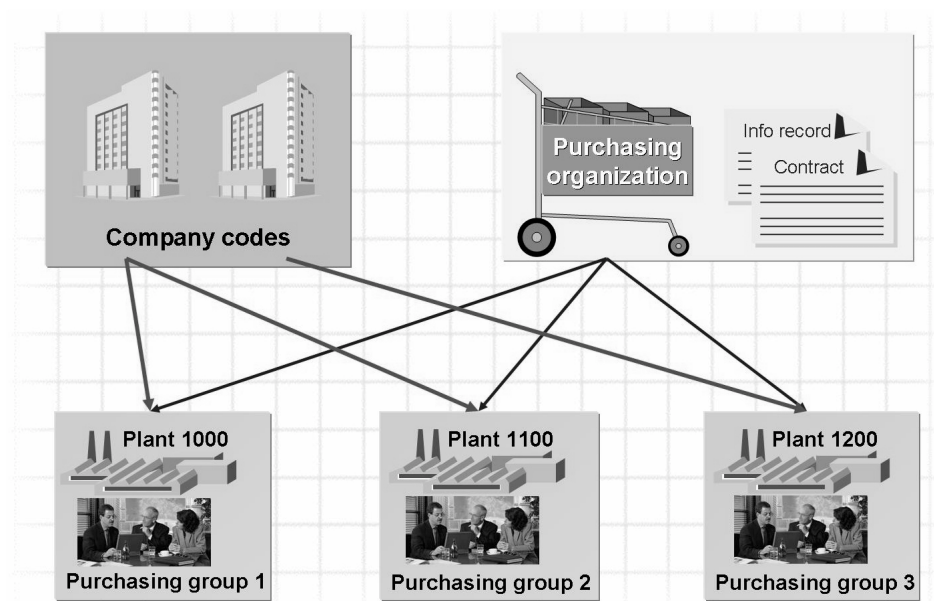 Company codes
Purchasing
organization
Info record
Contract
Plant 1000
Purchasing group 1
Plant 1100
Purchasing group 2
Plant 1200
Purchasing group 3